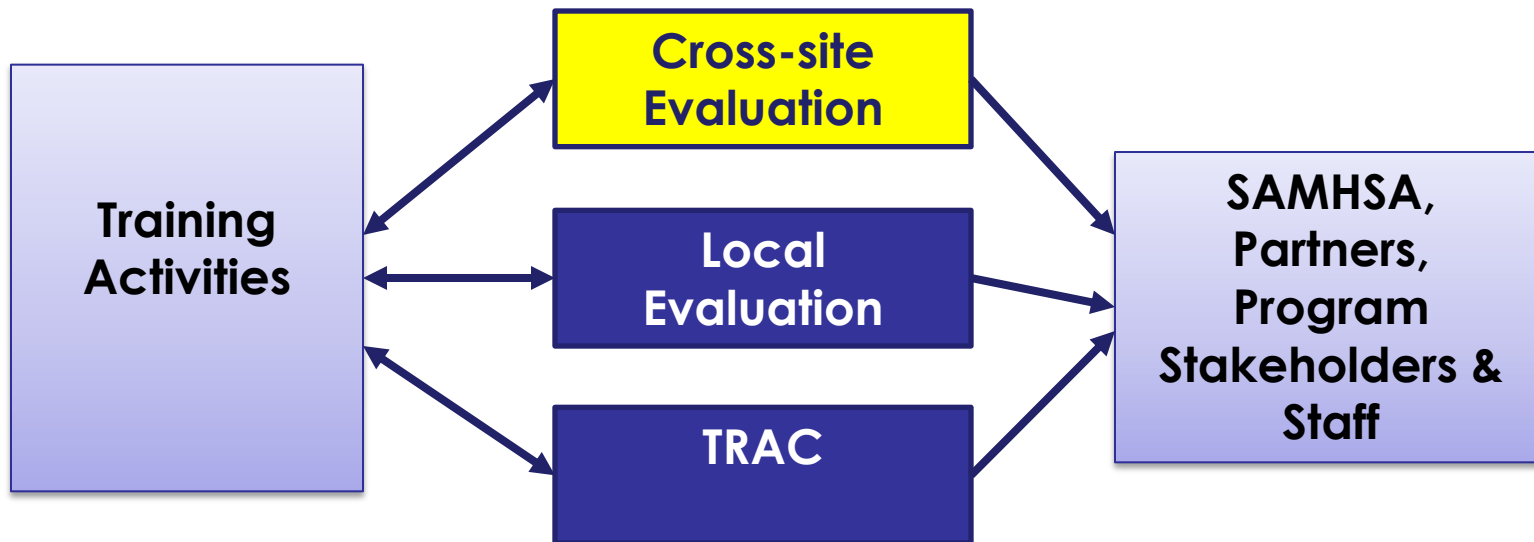 Training
Activities
Cross-site
Evaluation
Local
Evaluation
TRAC
SAMHSA,
Partners,
Program
Stakeholders &
Staff